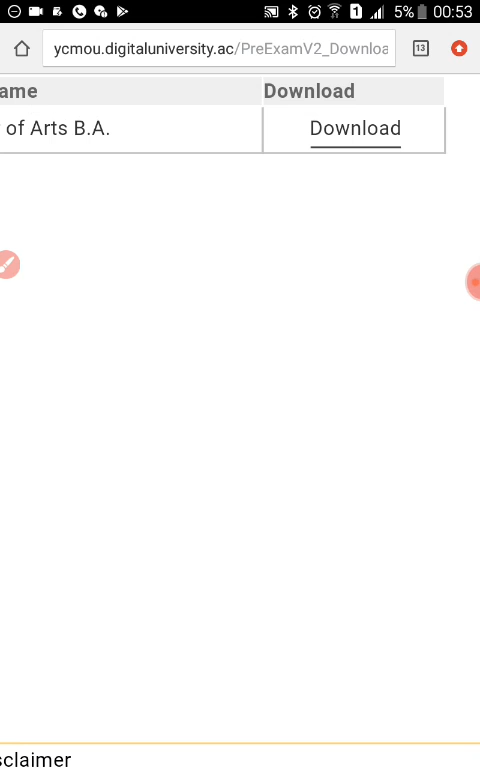 1 5% 00:53
ycmou.digitaluniversity.ac/PreExamV2_Downloa
13
ame Download
of Arts B.A. Download
sclaimer